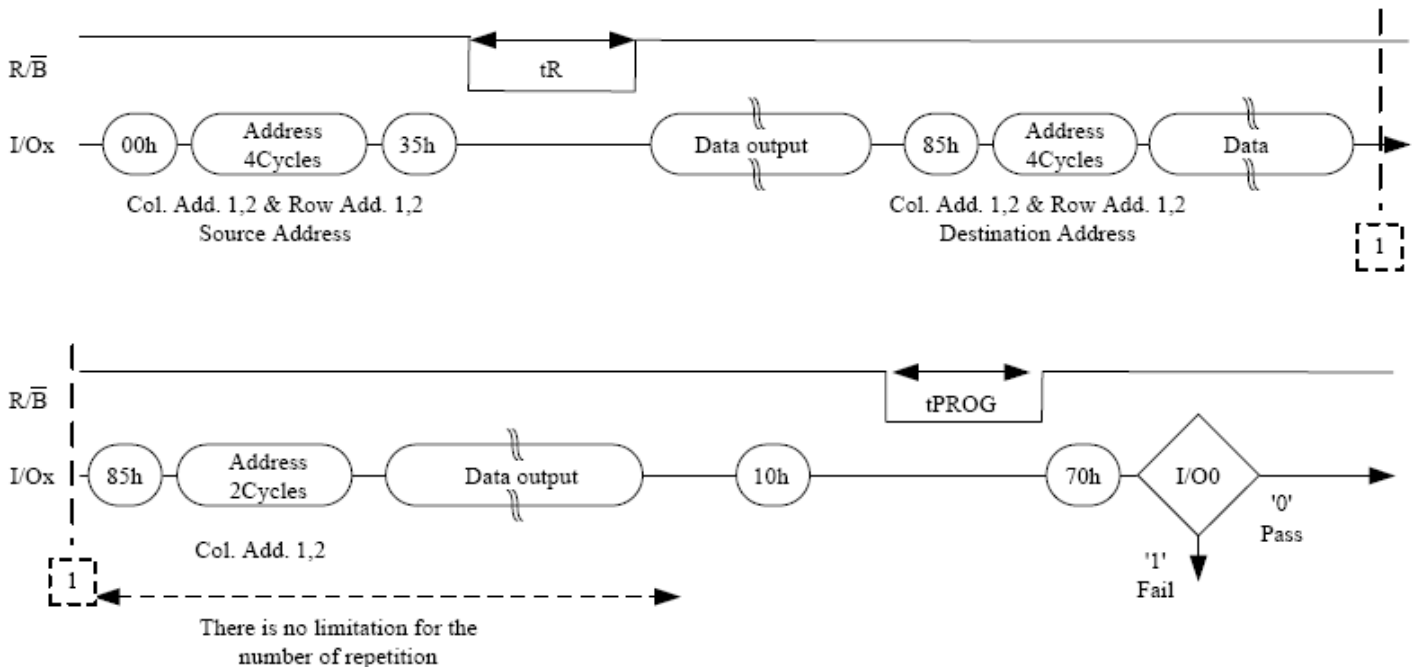 R/B̅
tR
I/Ox
00h
Address
4Cycles
35h
Data output
85h
Address
4Cycles
Data
Col. Add. 1,2 & Row Add. 1,2
Source Address
Col. Add. 1,2 & Row Add. 1,2
Destination Address
1
R/B̅
tPROG
I/Ox
85h
Address
2Cycles
Data output
10h
70h
I/O0
'0'
Pass
'1'
Fail
Col. Add. 1,2
1
There is no limitation for the
number of repetition